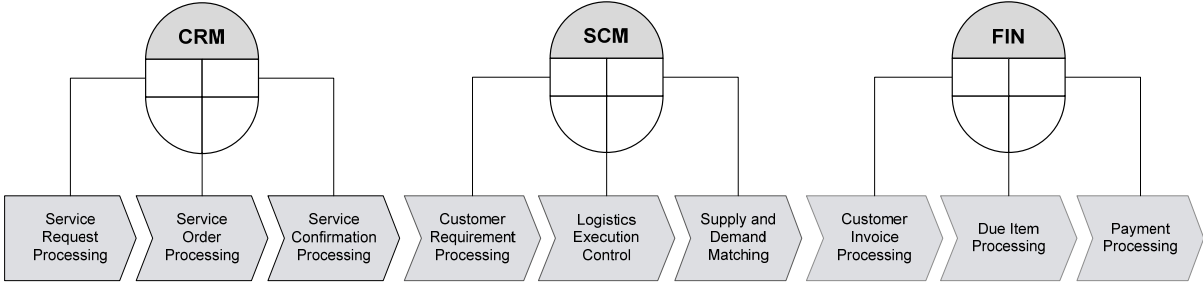 CRM
SCM
FIN
Service
Request
Processing
Service
Order
Processing
Service
Confirmation
Processing
Customer
Requirement
Processing
Logistics
Execution
Control
Supply and
Demand
Matching
Customer
Invoice
Processing
Due Item
Processing
Payment
Processing